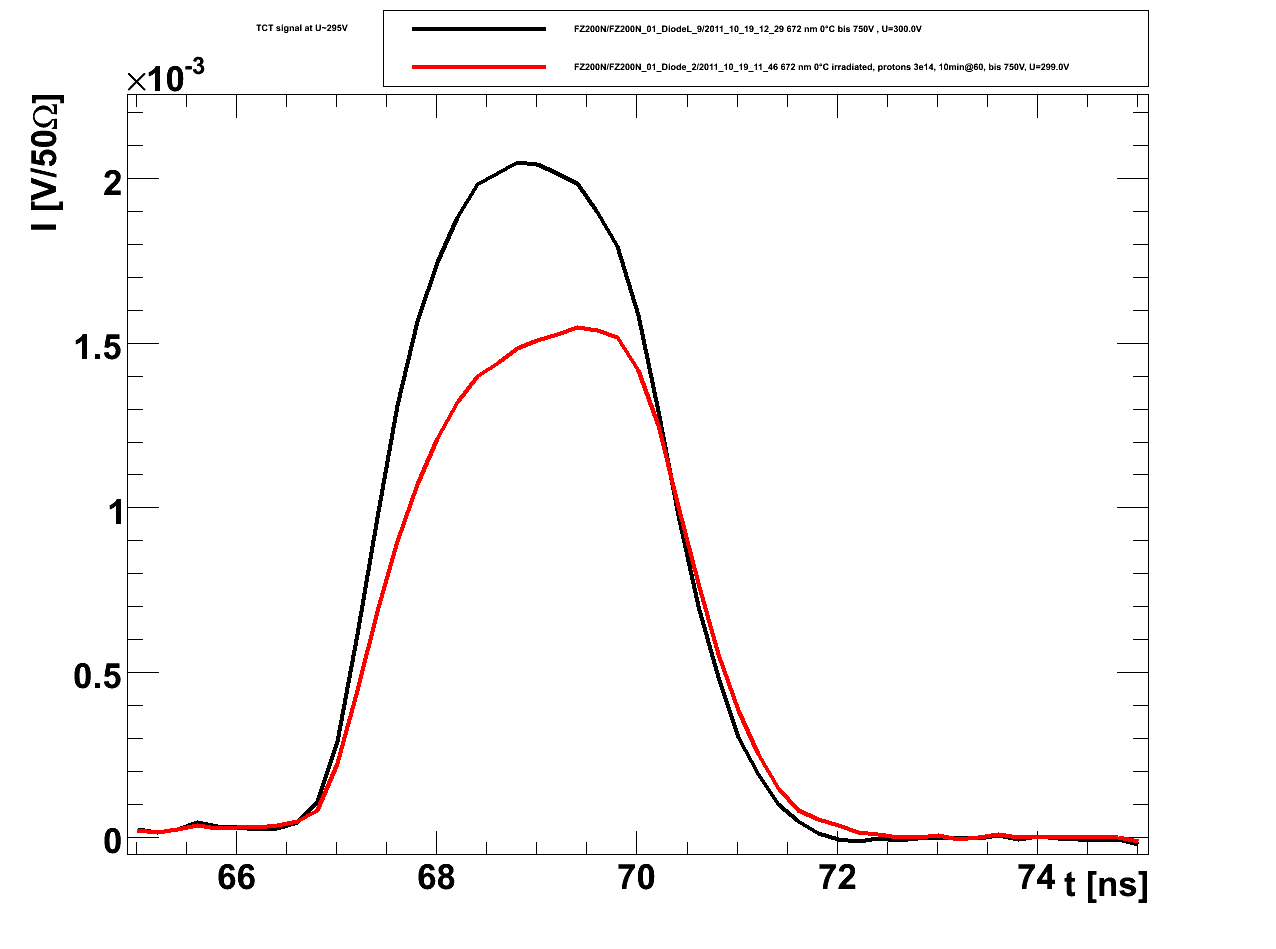 TCT signal at U~295V
FZ200N/FZ200N_01_DiodeL_9/2011_10_19_12_29 672 nm 0°C bis 750V , U=300.0V
FZ200N/FZ200N_01_Diode_2/2011_10_19_11_46 672 nm 0°C irradiated, protons 3e14, 10min@60, bis 750V, U=299.0V
×10-3
I [V/50Ω]
2
1.5
1
0.5
0
66 68 70 72 74 t [ns]